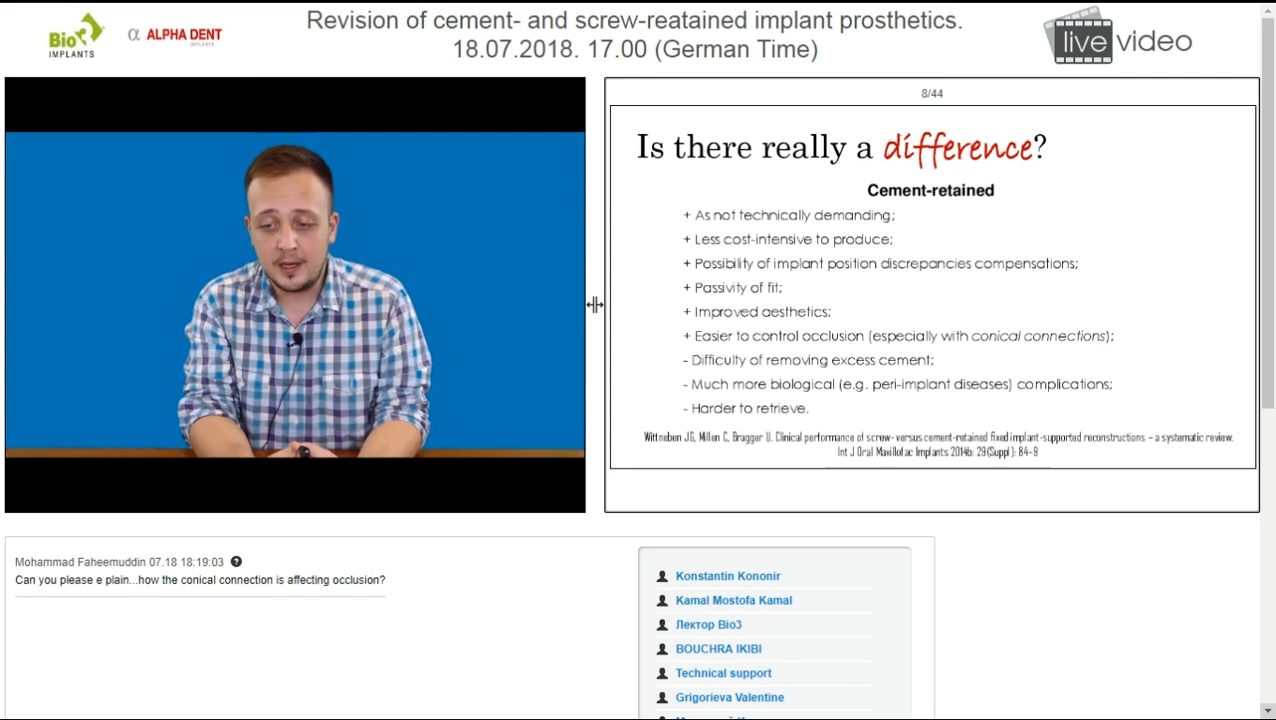 Bio
IMPLANTS
α ALPHA DENT
IMPLANTS
Revision of cement- and screw-reatained implant prosthetics.
18.07.2018. 17.00 (German Time)
live video
8/44
Is there really a difference?
Cement-retained
+ As not technically demanding;
+ Less cost-intensive to produce;
+ Possibility of implant position discrepancies compensations;
+ Passivity of fit;
+ Improved aesthetics;
+ Easier to control occlusion (especially with conical connections);
- Difficulty of removing excess cement;
- Much more biological (e.g. peri-implant diseases) complications;
- Harder to retrieve.
Wittneben JG, Millen C, Bragger U. Clinical performance of screw- versus cement-retained fixed implant-supported reconstructions – a systematic review.
Int J Oral Maxillofac Implants 2014b: 29(Suppl): 84–9
Mohammad Faheemuddin 07.18 18:19:03 ?
Can you please e plain...how the conical connection is affecting occlusion?
Konstantin Kononir
Kamal Mostofa Kamal
Лектор Bio3
BOUCHRA IKIBI
Technical support
Grigorieva Valentine